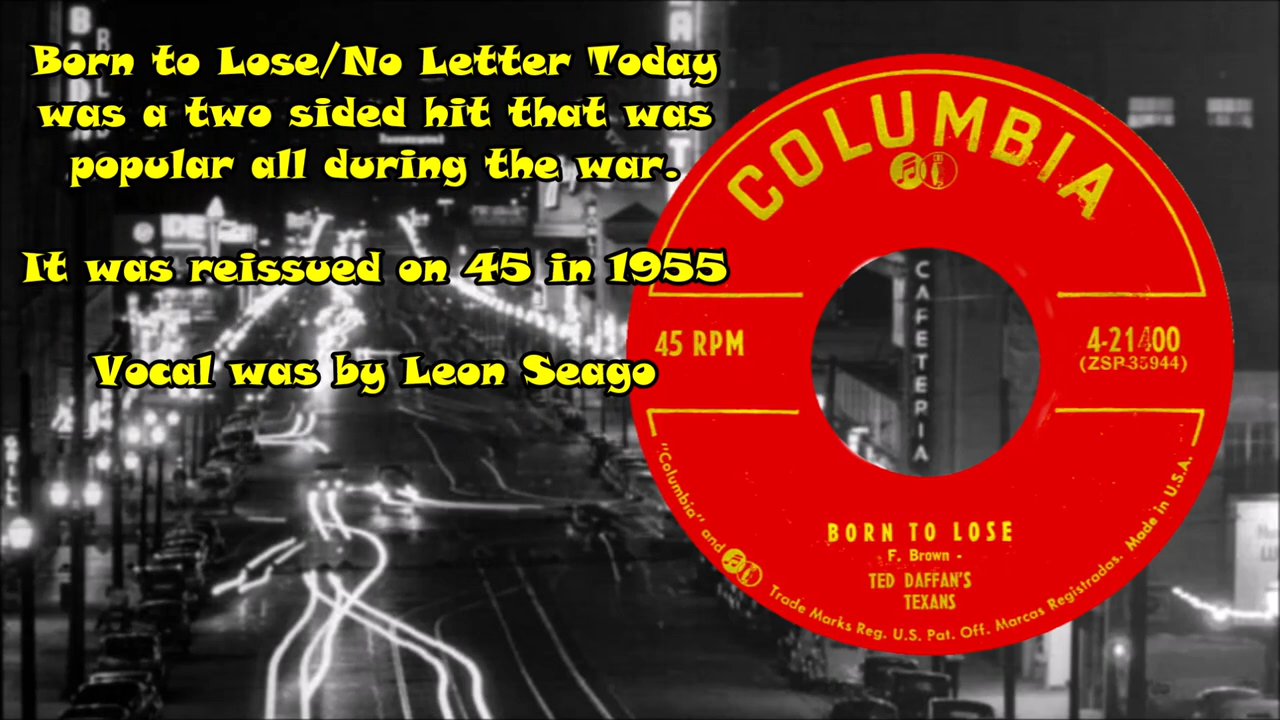 Born to Lose/No Letter Today
was a two sided hit that was
popular all during the war.
It was reissued on 45 in 1955
Vocal was by Leon Seago
COLUMBIA
45 RPM
4-21400
(ZSP35944)
CAFETERIA
BORN TO LOSE
- F. Brown -
TED DAFFAN'S
TEXANS
"Columbia" and Trade Marks Reg. U.S. Pat. Off. Marcas Registradas. Made in U.S.A.
GRILL